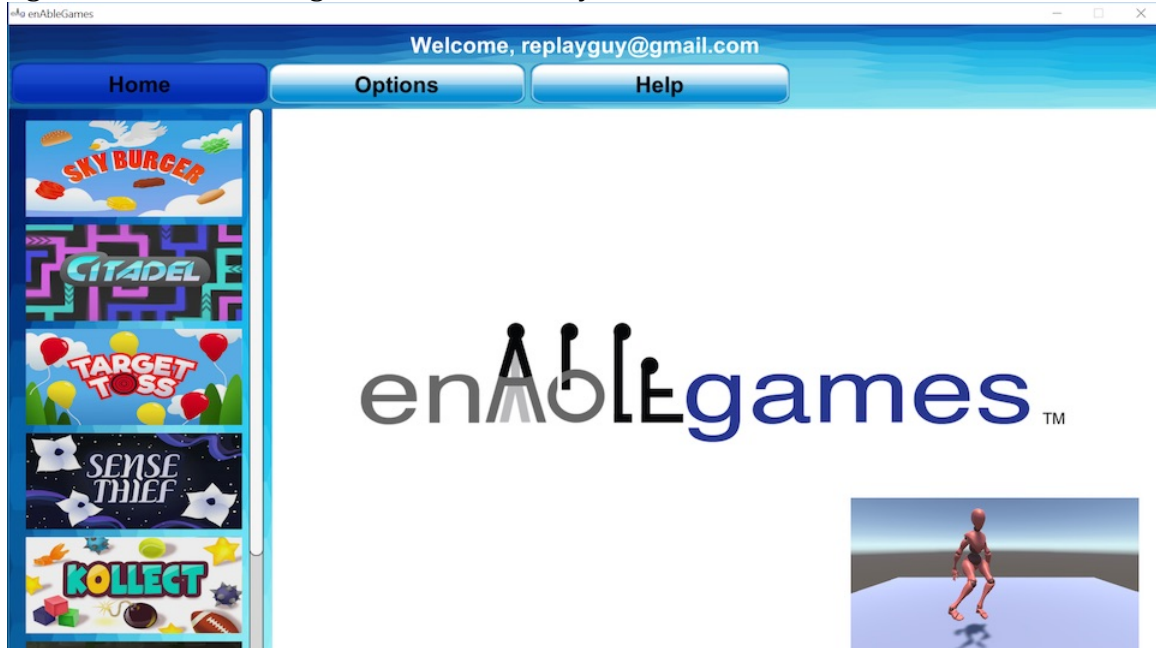 enAbleGames
Welcome, replayguy@gmail.com
Home
Options
Help
SKY BURGER
CITADEL
TARGET
TOSS
SENSE
THIEF
KOLLECT
enAblEgames TM